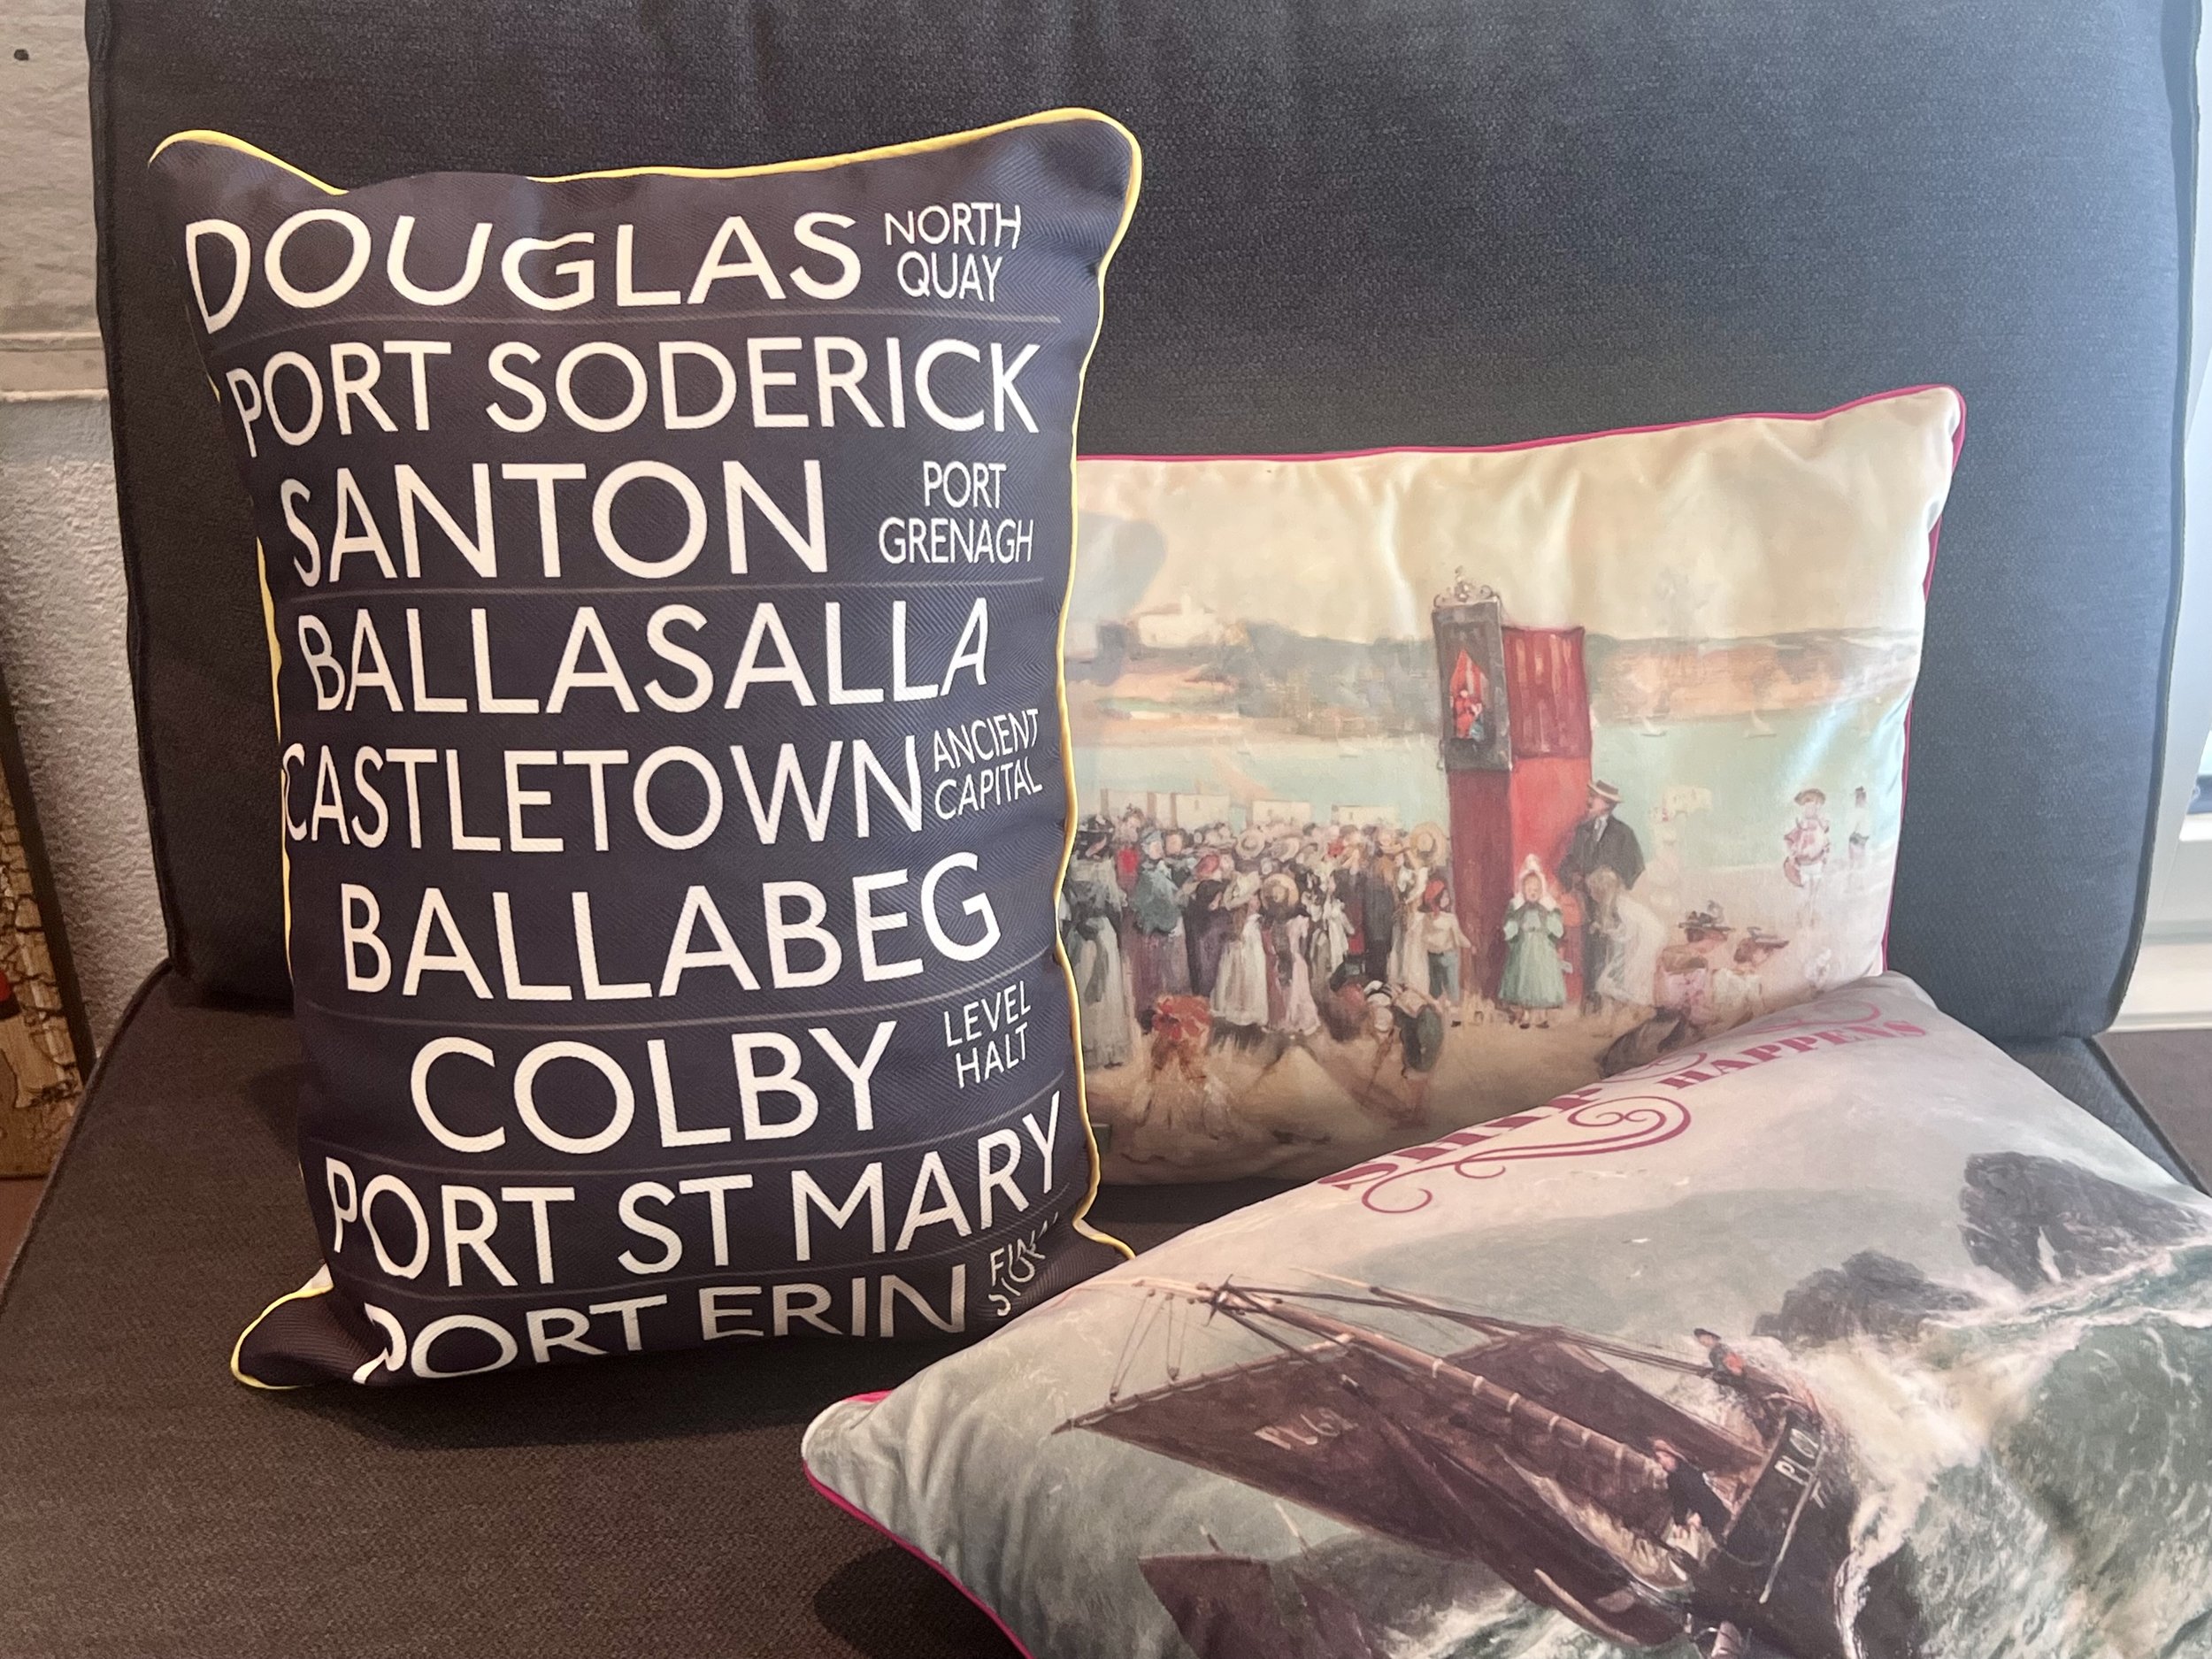 DOUGLAS NORTH QUAY
PORT SODERICK
SANTON PORT GRENAGH
BALLASALLA
CASTLETOWN ANCIENT CAPITAL
BALLABEG
COLBY LEVEL HALT
PORT ST MARY
PORT ERIN
SHIP HAPPENS